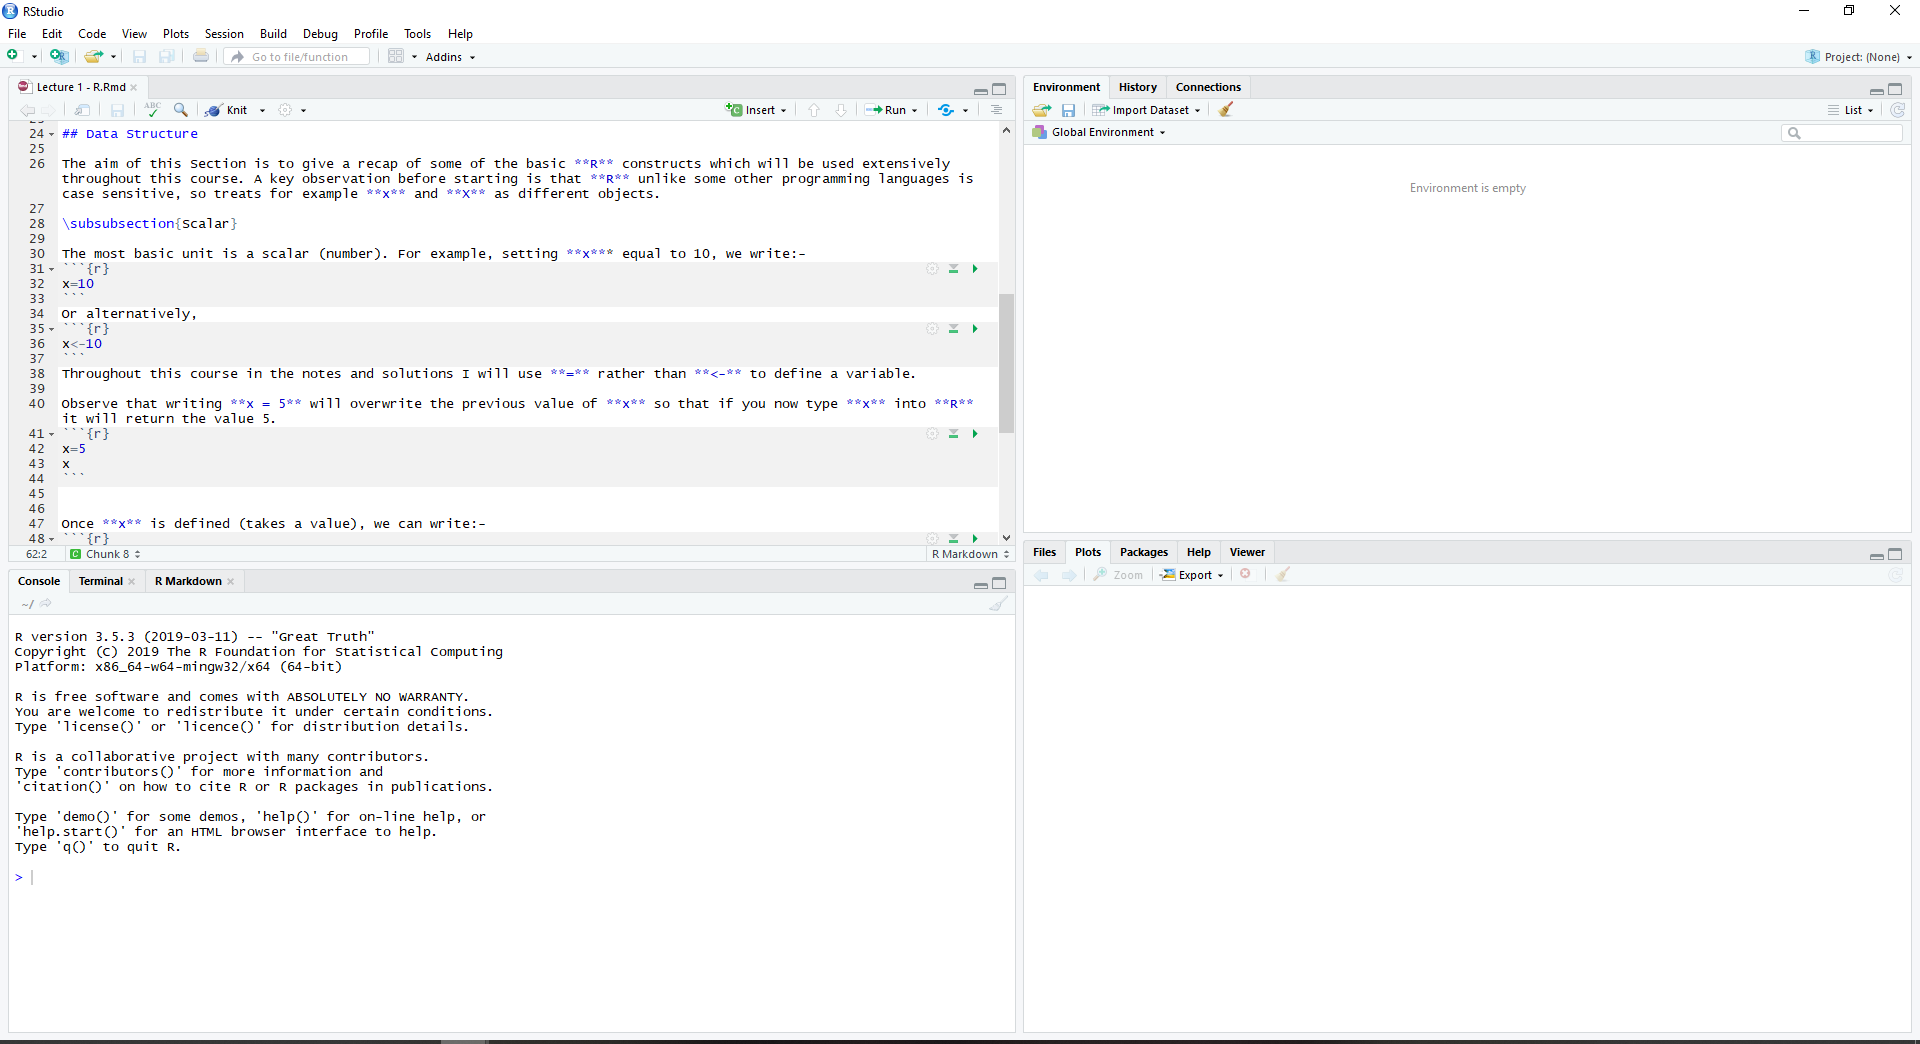 RStudio
File Edit Code View Plots Session Build Debug Profile Tools Help
Go to file/function Addins Project: (None)
Lecture 1 - R.Rmd
ABC Knit Insert Run
24 ## Data Structure
25
26 The aim of this Section is to give a recap of some of the basic **R** constructs which will be used extensively
throughout this course. A key observation before starting is that **R** unlike some other programming languages is
case sensitive, so treats for example **x** and **X** as different objects.
27
28 \subsubsection{Scalar}
29
30 The most basic unit is a scalar (number). For example, setting **x*** equal to 10, we write:-
31 ```{r}
32 x=10
33 ```
34 Or alternatively,
35 ```{r}
36 x<-10
37 ```
38 Throughout this course in the notes and solutions I will use **=** rather than **<-** to define a variable.
39
40 Observe that writing **x = 5** will overwrite the previous value of **x** so that if you now type **x** into **R**
it will return the value 5.
41 ```{r}
42 x=5
43 x
44 ```
45
46
47 Once **x** is defined (takes a value), we can write:-
48 ```{r}
62:2 C Chunk 8 R Markdown
Console Terminal R Markdown
~/
R version 3.5.3 (2019-03-11) -- "Great Truth"
Copyright (C) 2019 The R Foundation for Statistical Computing
Platform: x86_64-w64-mingw32/x64 (64-bit)
R is free software and comes with ABSOLUTELY NO WARRANTY.
You are welcome to redistribute it under certain conditions.
Type 'license()' or 'licence()' for distribution details.
R is a collaborative project with many contributors.
Type 'contributors()' for more information and
'citation()' on how to cite R or R packages in publications.
Type 'demo()' for some demos, 'help()' for on-line help, or
'help.start()' for an HTML browser interface to help.
Type 'q()' to quit R.
>
Environment History Connections
Import Dataset List
Global Environment
Environment is empty
Files Plots Packages Help Viewer
Zoom Export